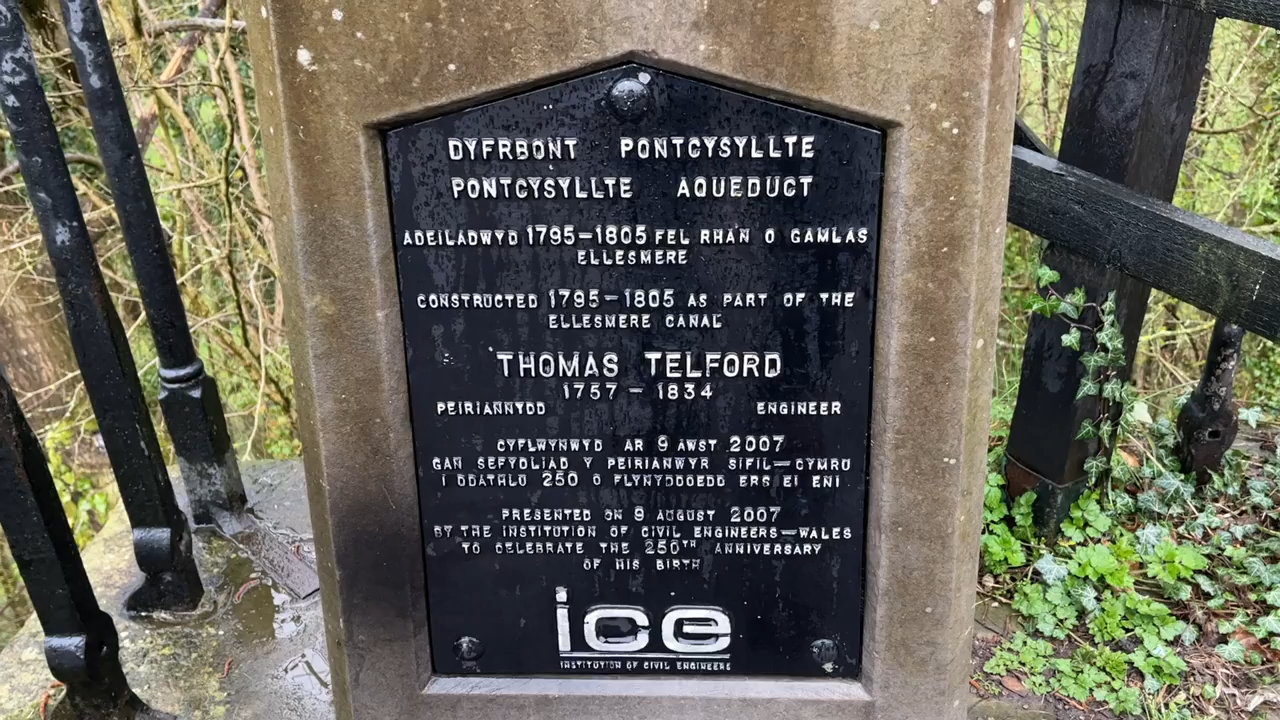 DYFRBONT PONTCYSYLLTE
PONTCYSYLLTE AQUEDUCT
ADEILADWYD 1795-1805 FEL RHAN O GAMLAS
ELLESMERE
CONSTRUCTED 1795-1805 AS PART OF THE
ELLESMERE CANAL
THOMAS TELFORD
1757 - 1834
PEIRIANNYDD ENGINEER
CYFLWYNWYD AR 9 AWST 2007
GAN SEFYDLIAD Y PEIRIANWYR SIFIL-CYMRU
I DDATHLU 250 O FLYNYDDOEDD ERS EI ENI
PRESENTED ON 9 AUGUST 2007
BY THE INSTITUTION OF CIVIL ENGINEERS-WALES
TO CELEBRATE THE 250TH ANNIVERSARY
OF HIS BIRTH
ice
INSTITUTION OF CIVIL ENGINEERS